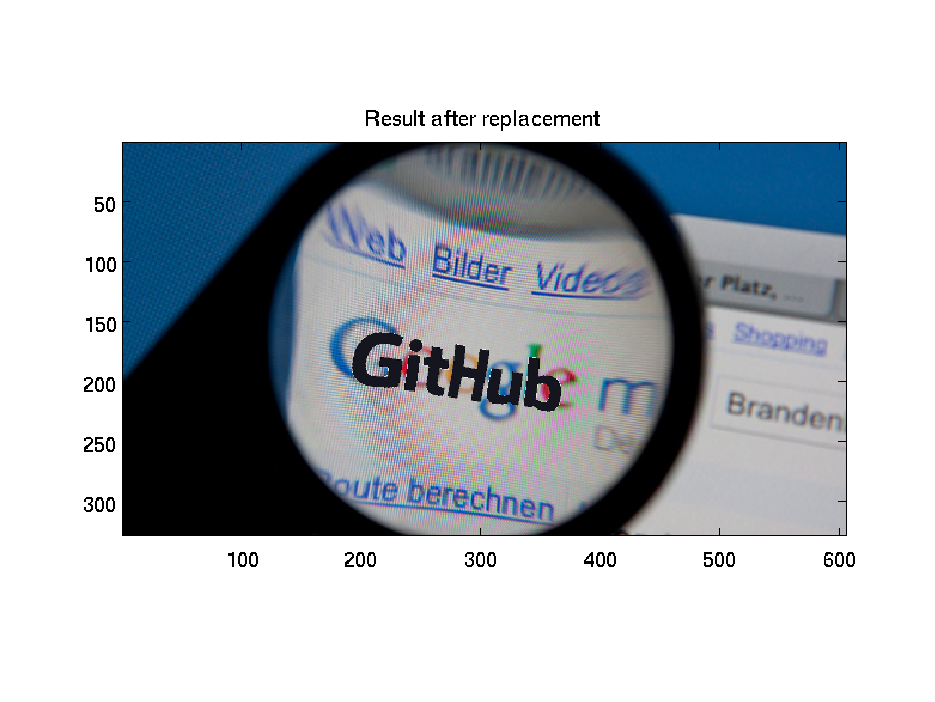 Result after replacement
50
100
150
200
250
300
Web Bilder Videos
Platz, ...
Shopping
Google
GitHub
m
Branden
Route berechnen
100 200 300 400 500 600